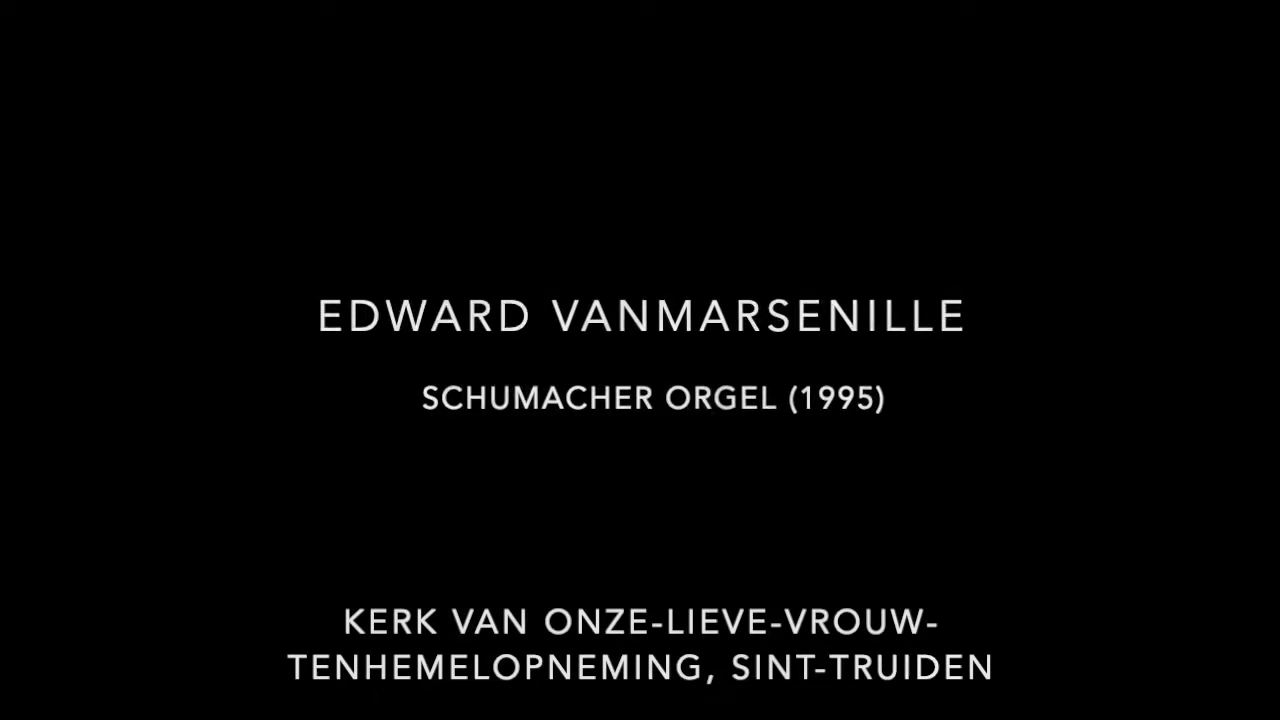 EDWARD VANMARSENILLE
SCHUMACHER ORGEL (1995)
KERK VAN ONZE-LIEVE-VROUW-
TENHEMELOPNEMING, SINT-TRUIDEN